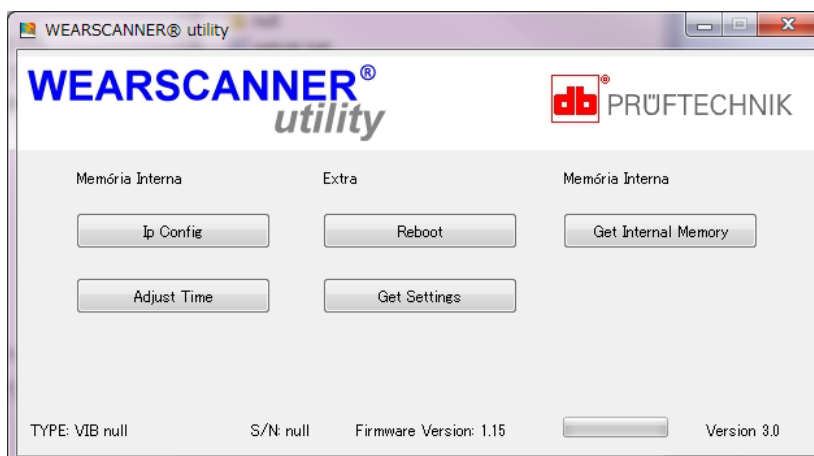 WEARSCANNER® utility
WEARSCANNER®
utility
db® PRÜFTECHNIK
Memória Interna Extra Memória Interna
Ip Config Reboot Get Internal Memory
Adjust Time Get Settings
TYPE: VIB null S/N: null Firmware Version: 1.15 Version 3.0